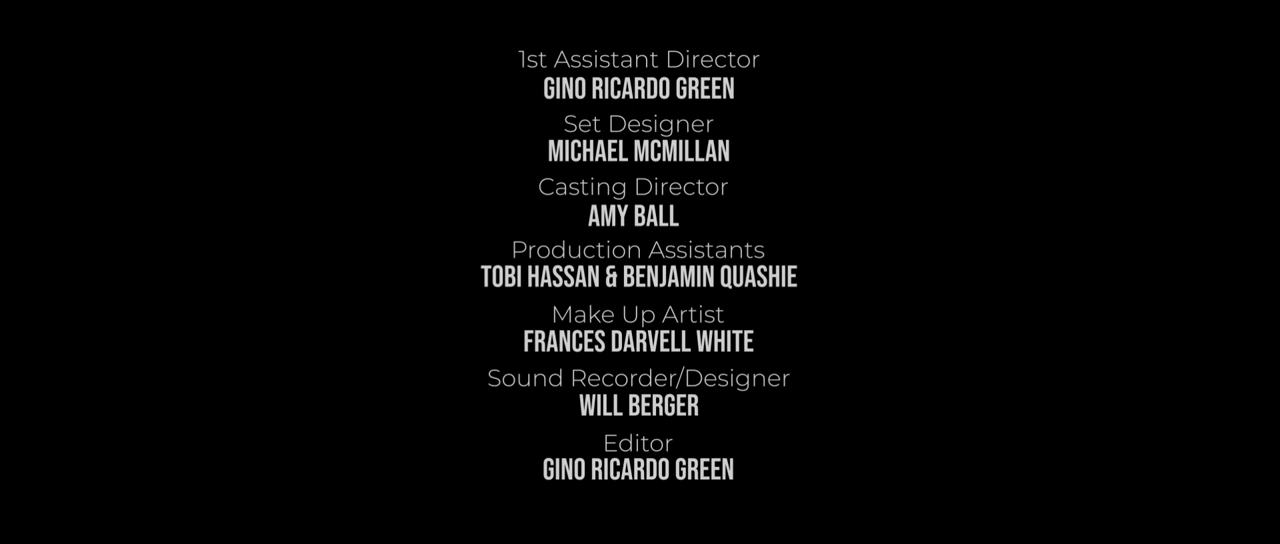 1st Assistant Director
GINO RICARDO GREEN
Set Designer
MICHAEL MCMILLAN
Casting Director
AMY BALL
Production Assistants
TOBI HASSAN & BENJAMIN QUASHIE
Make Up Artist
FRANCES DARVELL WHITE
Sound Recorder/Designer
WILL BERGER
Editor
GINO RICARDO GREEN